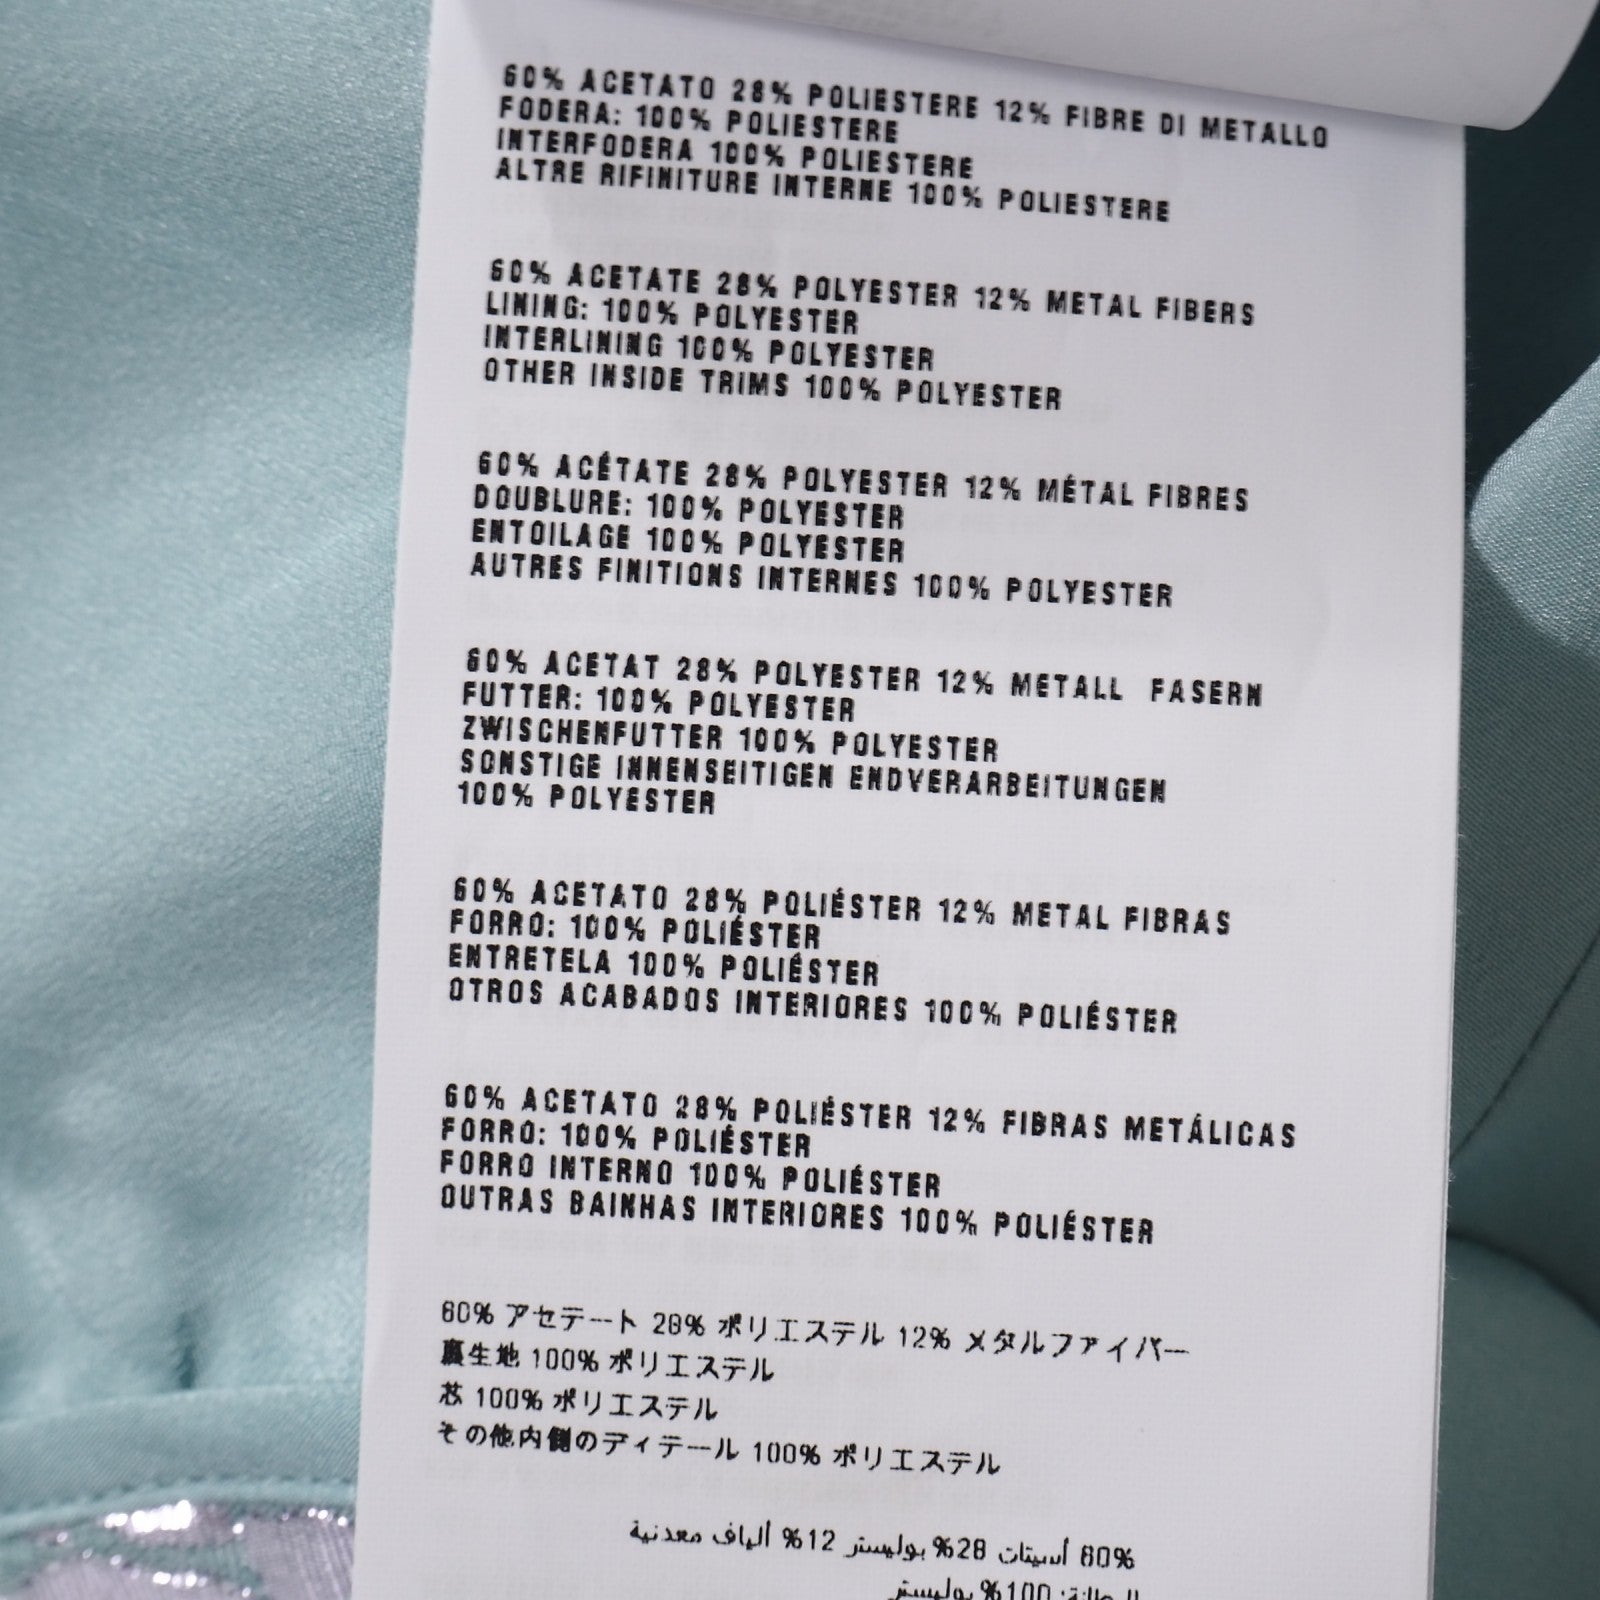 60% ACETATO 28% POLIESTERE 12% FIBRE DI METALLO
FODERA: 100% POLIESTERE
INTERFODERA 100% POLIESTERE
ALTRE RIFINITURE INTERNE 100% POLIESTERE
60% ACETATE 28% POLYESTER 12% METAL FIBERS
LINING: 100% POLYESTER
INTERLINING 100% POLYESTER
OTHER INSIDE TRIMS 100% POLYESTER
60% ACÉTATE 28% POLYESTER 12% MÉTAL FIBRES
DOUBLURE: 100% POLYESTER
ENTOILAGE 100% POLYESTER
AUTRES FINITIONS INTERNES 100% POLYESTER
60% ACETAT 28% POLYESTER 12% METALL FASERN
FUTTER: 100% POLYESTER
ZWISCHENFUTTER 100% POLYESTER
SONSTIGE INNENSEITIGEN ENDVERARBEITUNGEN
100% POLYESTER
60% ACETATO 28% POLIÉSTER 12% METAL FIBRAS
FORRO: 100% POLIÉSTER
ENTRETELA 100% POLIÉSTER
OTROS ACABADOS INTERIORES 100% POLIÉSTER
60% ACETATO 28% POLIÉSTER 12% FIBRAS METÁLICAS
FORRO: 100% POLIÉSTER
FORRO INTERNO 100% POLIÉSTER
OUTRAS BAINHAS INTERIORES 100% POLIÉSTER
60% アセテート 28% ポリエステル 12% メタルファイバー
裏生地 100% ポリエステル
芯 100% ポリエステル
その他内側のディテール 100% ポリエステル
60% أسيتات 28% بوليستر 12% ألياف معدنية
البطانة: 100% بوليستر